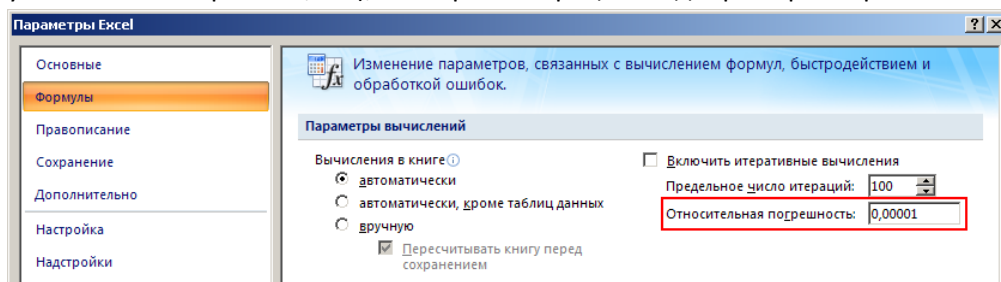 Параметры Excel
Основные
Формулы
Правописание
Сохранение
Дополнительно
Настройка
Надстройки
Изменение параметров, связанных с вычислением формул, быстродействием и
обработкой ошибок.
Параметры вычислений
Вычисления в книге
автоматически
автоматически, кроме таблиц данных
вручную
Пересчитывать книгу перед
сохранением
Включить итеративные вычисления
Предельное число итераций: 100
Относительная погрешность: 0,00001